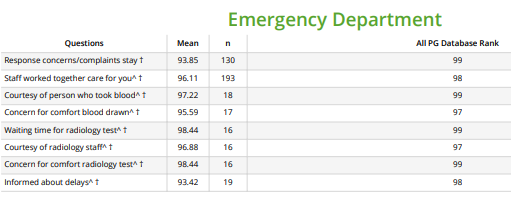 Emergency Department
Questions Mean n All PG Database Rank
Response concerns/complaints stay † 93.85 130 99
Staff worked together care for you^ † 96.11 193 98
Courtesy of person who took blood^ † 97.22 18 99
Concern for comfort blood drawn^ † 95.59 17 97
Waiting time for radiology test^ † 98.44 16 99
Courtesy of radiology staff^ † 96.88 16 97
Concern for comfort radiology test^ † 98.44 16 99
Informed about delays^ † 93.42 19 98